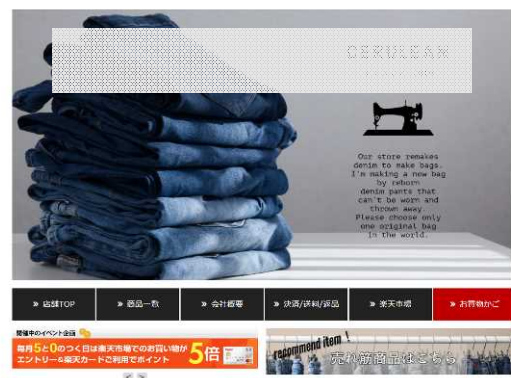 CERULEAN
Our store remakes
denim to make bags.
I'm making a new bag
by reborn
denim pants that
can't be worn and
thrown away.
Please choose only
one original bag
in the world.
» 店舗TOP
» 商品一覧
» 会社概要
» 決済/送料/返品
» 楽天市場
» お買物かご
開催中のイベント企画
毎月5と0のつく日は楽天市場でのお買い物が
エントリー&楽天カードご利用でポイント
5倍
recommend item !
売れ筋商品はこちら